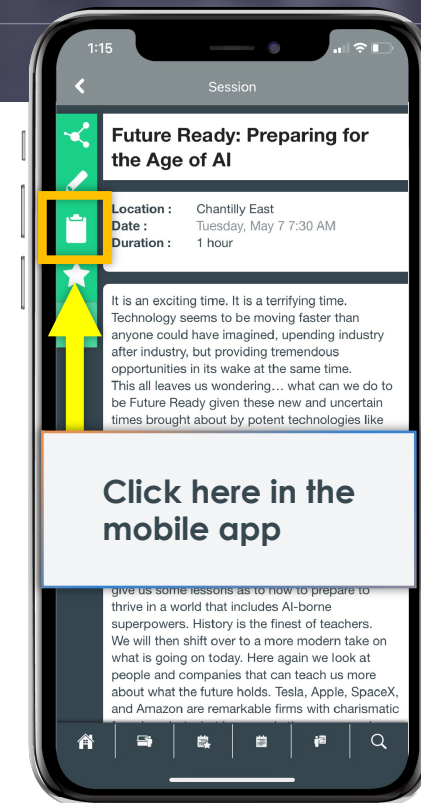 1:15
Session
Future Ready: Preparing for
the Age of AI
Location : Chantilly East
Date : Tuesday, May 7 7:30 AM
Duration : 1 hour
It is an exciting time. It is a terrifying time.
Technology seems to be moving faster than
anyone could have imagined, upending industry
after industry, but providing tremendous
opportunities in its wake at the same time.
This all leaves us wondering… what can we do to
be Future Ready given these new and uncertain
times brought about by potent technologies like
Click here in the
mobile app
give us some lessons as to how to prepare to
thrive in a world that includes AI-borne
superpowers. History is the finest of teachers.
We will then shift over to a more modern take on
what is going on today. Here again we look at
people and companies that can teach us more
about what the future holds. Tesla, Apple, SpaceX,
and Amazon are remarkable firms with charismatic